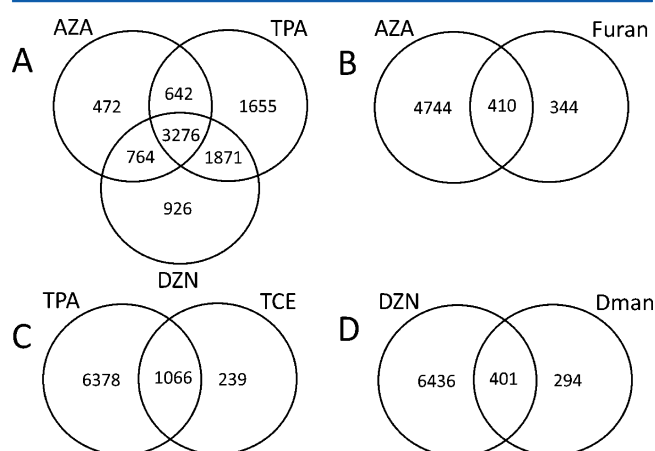 AZA TPA
A
472 642 1655
3276
764 1871
926
DZN
AZA Furan
B
4744 410 344
TPA TCE
C
6378 1066 239
DZN Dman
D
6436 401 294